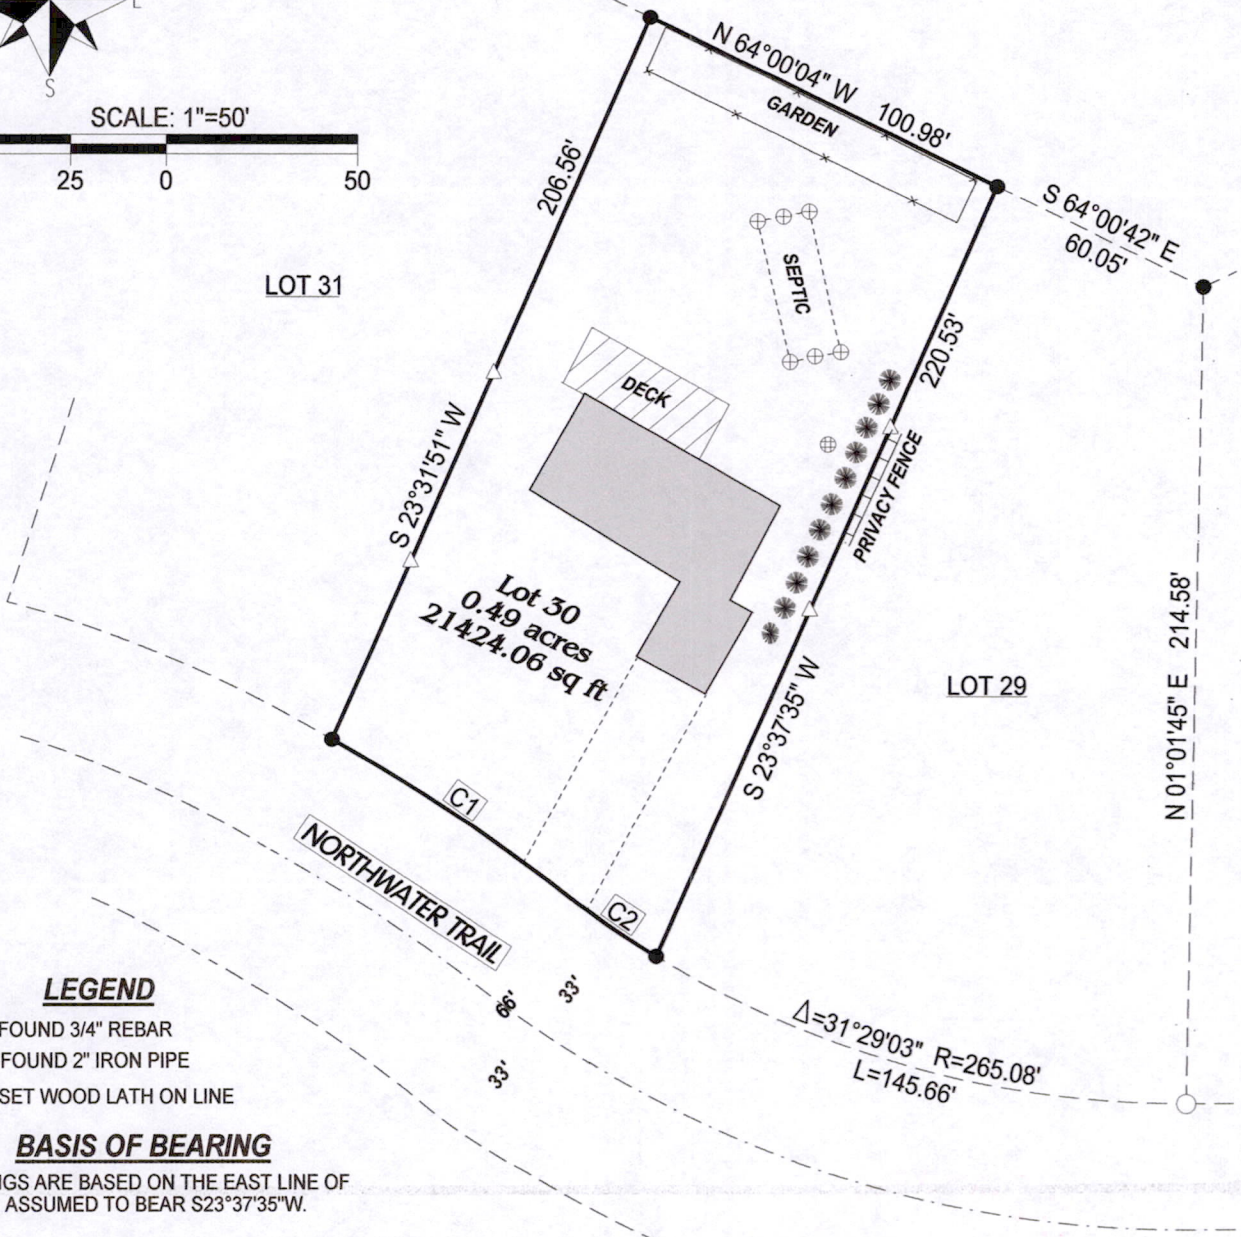 E
S
SCALE: 1"=50'
25 0 50
N 64°00'04" W 100.98'
GARDEN
206.56'
S 64°00'42" E
60.05'
SEPTIC
LOT 31
220.53'
DECK
S 23°31'51" W
PRIVACY FENCE
Lot 30
0.49 acres
21424.06 sq ft
N 01°01'45" E 214.58'
LOT 29
S 23°37'35" W
C1
NORTHWATER TRAIL
C2
33'
66'
33'
Δ=31°29'03" R=265.08'
L=145.66'
LEGEND
FOUND 3/4" REBAR
FOUND 2" IRON PIPE
SET WOOD LATH ON LINE
BASIS OF BEARING
NGS ARE BASED ON THE EAST LINE OF
ASSUMED TO BEAR S23°37'35"W.